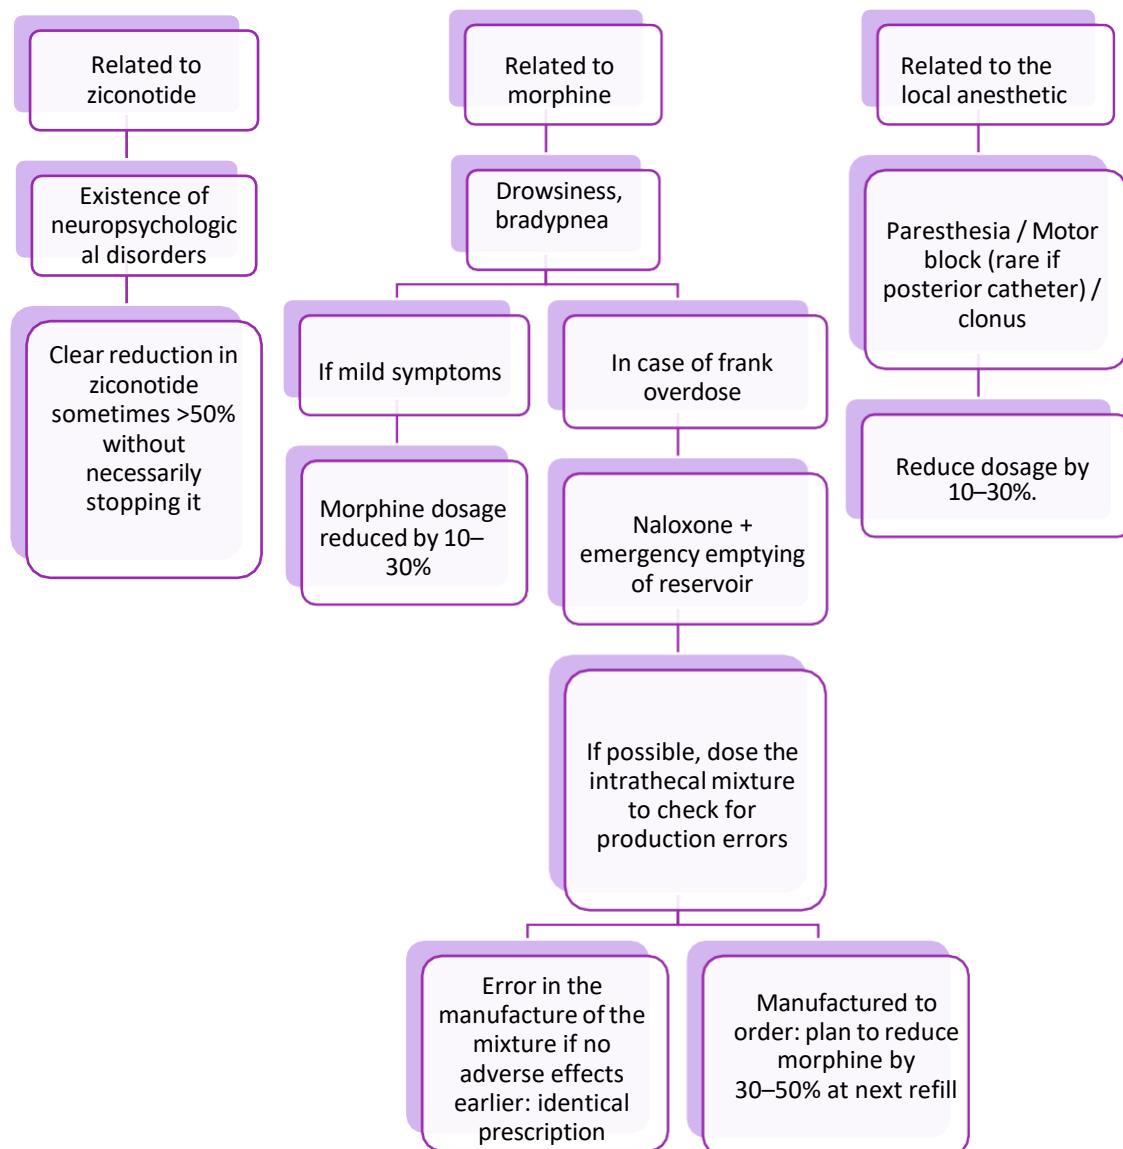 Related to
ziconotide
Related to
morphine
Related to the
local anesthetic
Existence of
neuropsychologic
al disorders
Drowsiness,
bradypnea
Paresthesia / Motor
block (rare if
posterior catheter) /
clonus
Clear reduction in
ziconotide
sometimes >50%
without
necessarily
stopping it
If mild symptoms
In case of frank
overdose
Reduce dosage by
10–30%.
Morphine dosage
reduced by 10–
30%
Naloxone +
emergency emptying
of reservoir
If possible, dose the
intrathecal mixture
to check for
production errors
Error in the
manufacture of the
mixture if no
adverse effects
earlier: identical
prescription
Manufactured to
order: plan to reduce
morphine by
30–50% at next refill